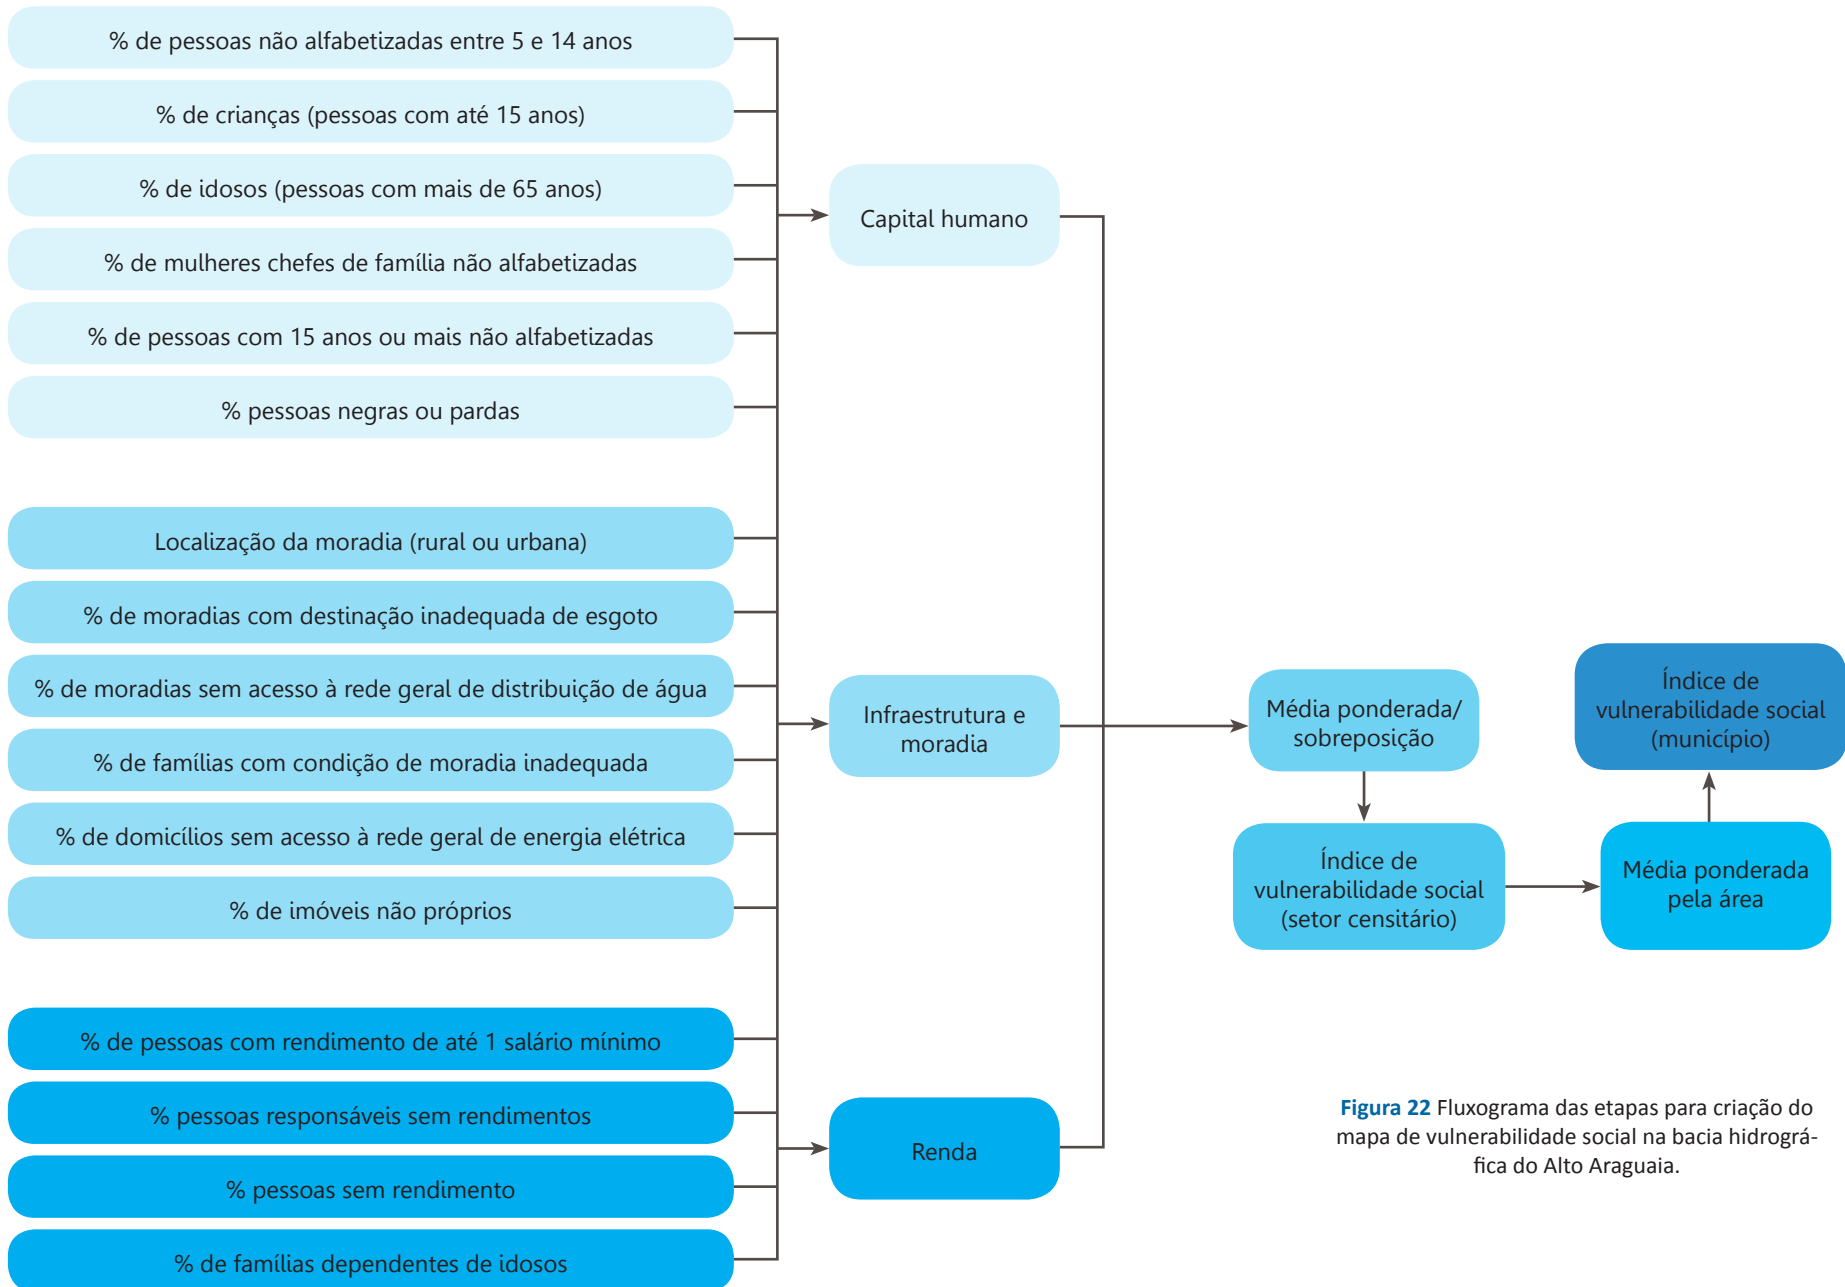 % de pessoas não alfabetizadas entre 5 e 14 anos
% de crianças (pessoas com até 15 anos)
% de idosos (pessoas com mais de 65 anos)
% de mulheres chefes de família não alfabetizadas
% de pessoas com 15 anos ou mais não alfabetizadas
% pessoas negras ou pardas
Capital humano
Localização da moradia (rural ou urbana)
% de moradias com destinação inadequada de esgoto
% de moradias sem acesso à rede geral de distribuição de água
% de famílias com condição de moradia inadequada
% de domicílios sem acesso à rede geral de energia elétrica
% de imóveis não próprios
Infraestrutura e
moradia
% de pessoas com rendimento de até 1 salário mínimo
% pessoas responsáveis sem rendimentos
% pessoas sem rendimento
% de famílias dependentes de idosos
Renda
Média ponderada/
sobreposição
Índice de
vulnerabilidade social
(setor censitário)
Média ponderada
pela área
Índice de
vulnerabilidade social
(município)
Figura 22 Fluxograma das etapas para criação do
mapa de vulnerabilidade social na bacia hidrográ-
fica do Alto Araguaia.